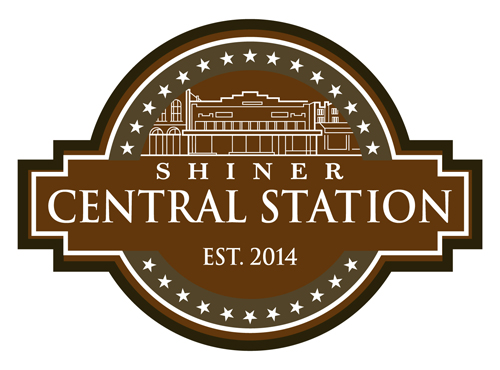 SHINER
CENTRAL STATION
EST. 2014